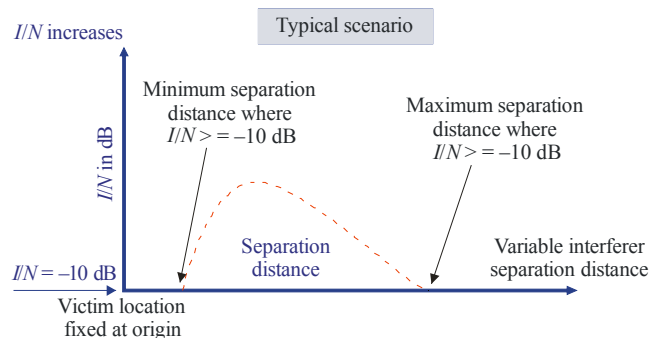 I/N increases
Typical scenario
Minimum separation
distance where
I/N > = –10 dB
Maximum separation
distance where
I/N > = –10 dB
I/N in dB
Separation
distance
Variable interferer
separation distance
I/N = –10 dB
Victim location
fixed at origin